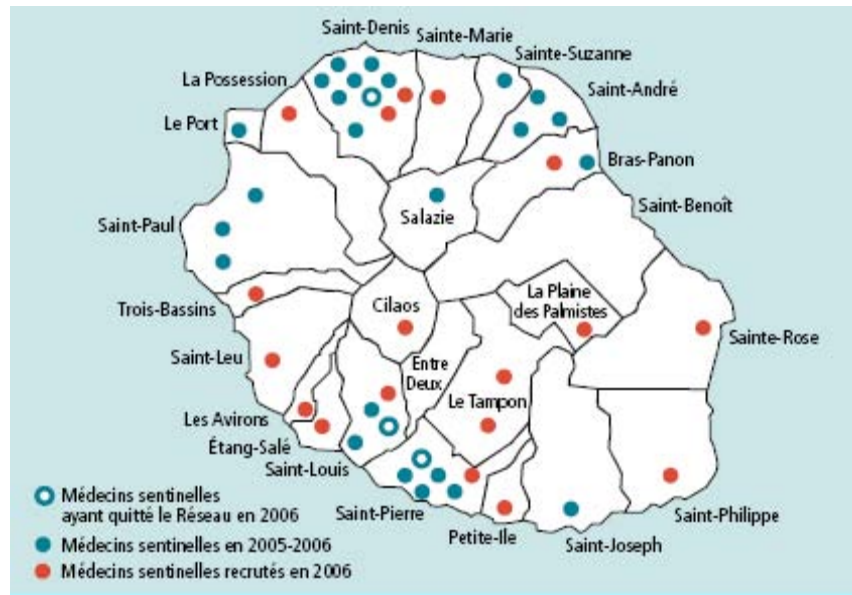 Saint-Denis
Sainte-Marie
Sainte-Suzanne
La Possession
Saint-André
Le Port
Bras-Panon
Salazie
Saint-Benoît
Saint-Paul
La Plaine
des Palmistes
Trois-Bassins
Cilaos
Sainte-Rose
Saint-Leu
Entre
Deux
Le Tampon
Les Avirons
Étang-Salé
Saint-Louis
Saint-Pierre
Petite-Ile
Saint-Joseph
Saint-Philippe
Médecins sentinelles
ayant quitté le Réseau en 2006
Médecins sentinelles en 2005-2006
Médecins sentinelles recrutés en 2006